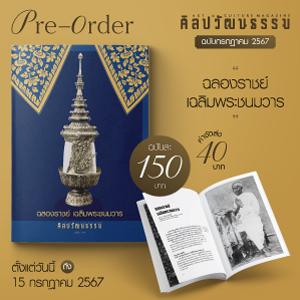 Pre-Order
ART & CULTURE MAGAZINE
ศิลปวัฒนธรรม
ฉบับกรกฎาคม 2567
"
ฉลองราชย์
เฉลิมพระชนมวาร
"
ค่าจัดส่ง
40
บาท
ฉบับละ
150
บาท
ฉลองราชย์ เฉลิมพระชนมวาร
ศิลปวัฒนธรรม
ตั้งแต่วันนี้ ถึง
15 กรกฎาคม 2567